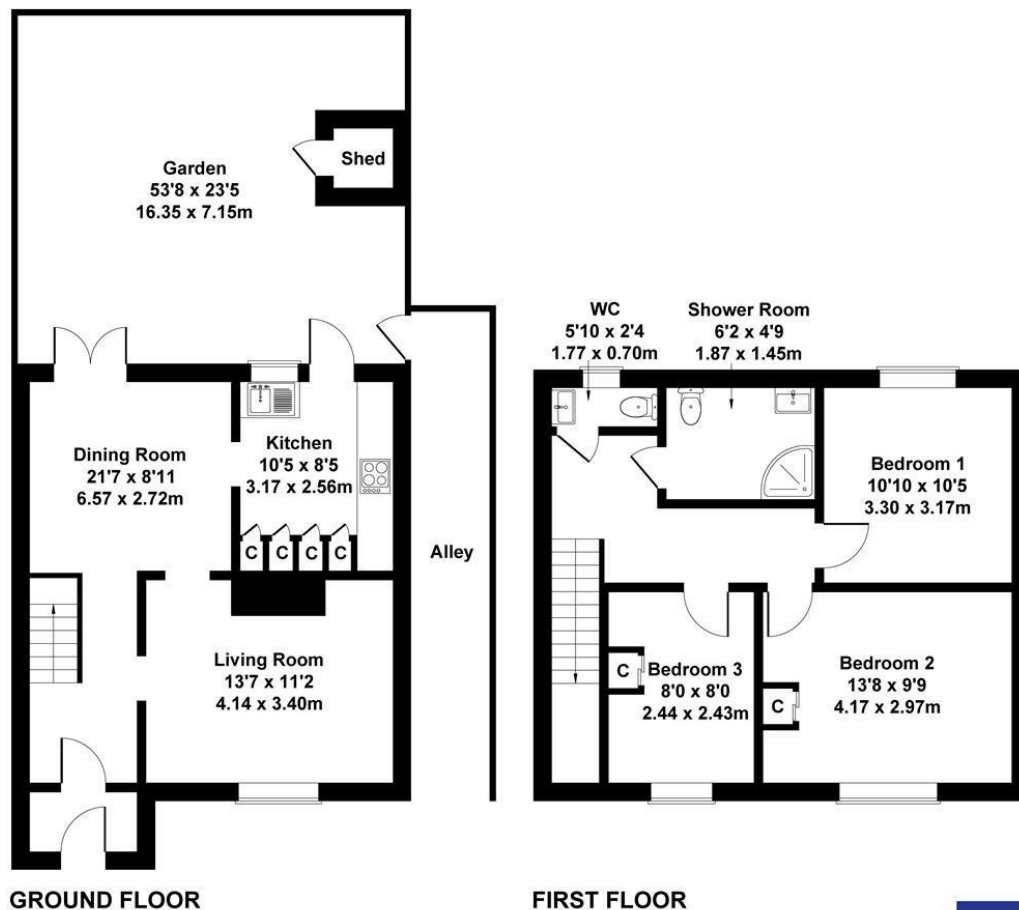 Garden
53'8 x 23'5
16.35 x 7.15m
Shed
Dining Room
21'7 x 8'11
6.57 x 2.72m
Kitchen
10'5 x 8'5
3.17 x 2.56m
C
C
C
C
Alley
Living Room
13'7 x 11'2
4.14 x 3.40m
GROUND FLOOR
WC
5'10 x 2'4
1.77 x 0.70m
Shower Room
6'2 x 4'9
1.87 x 1.45m
Bedroom 1
10'10 x 10'5
3.30 x 3.17m
C
Bedroom 3
8'0 x 8'0
2.44 x 2.43m
C
Bedroom 2
13'8 x 9'9
4.17 x 2.97m
FIRST FLOOR